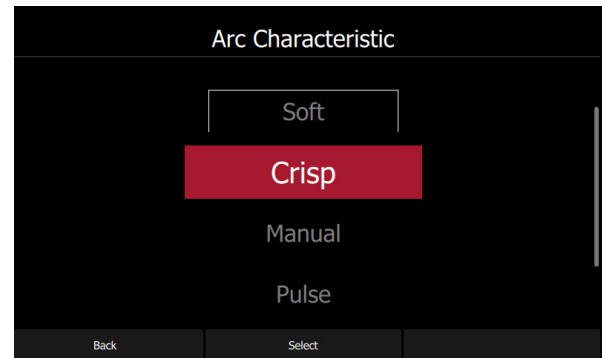 Arc Characteristic
Soft
Crisp
Manual
Pulse
Back Select